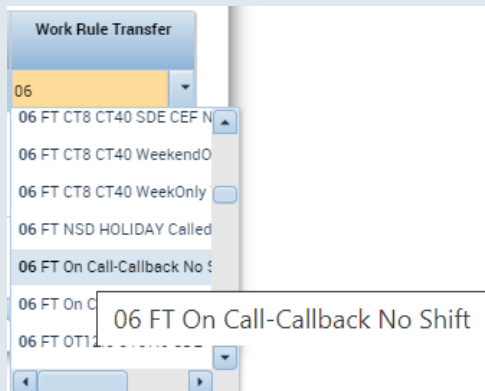 Work Rule Transfer
06
06 FT CT8 CT40 SDE CEF N
06 FT CT8 CT40 WeekendO
06 FT CT8 CT40 WeekOnly
06 FT NSD HOLIDAY Called
06 FT On Call-Callback No S
06 FT On C
06 FT On Call-Callback No Shift
06 FT